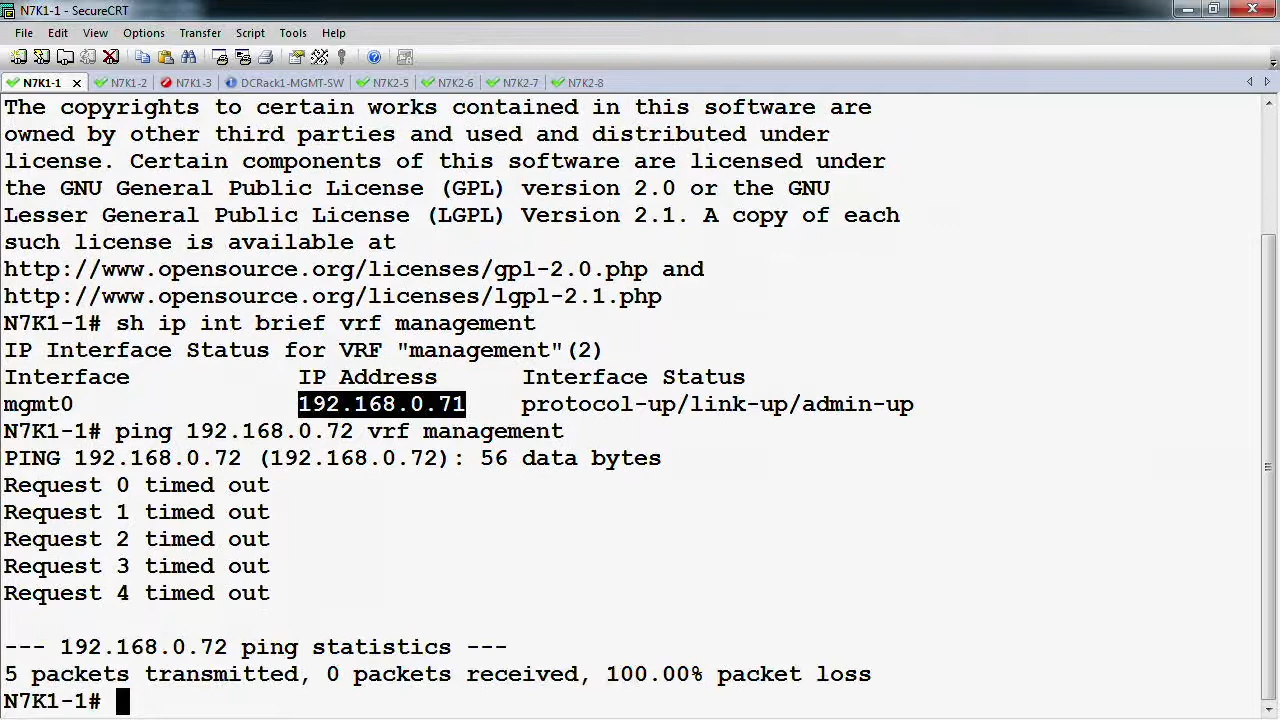 N7K1-1 - SecureCRT
File Edit View Options Transfer Script Tools Help
N7K1-1 N7K1-2 N7K1-3 DCRack1-MGMT-SW N7K2-5 N7K2-6 N7K2-7 N7K2-8
The copyrights to certain works contained in this software are
owned by other third parties and used and distributed under
license. Certain components of this software are licensed under
the GNU General Public License (GPL) version 2.0 or the GNU
Lesser General Public License (LGPL) Version 2.1. A copy of each
such license is available at
http://www.opensource.org/licenses/gpl-2.0.php and
http://www.opensource.org/licenses/lgpl-2.1.php
N7K1-1# sh ip int brief vrf management
IP Interface Status for VRF "management"(2)
Interface IP Address Interface Status
mgmt0 192.168.0.71 protocol-up/link-up/admin-up
N7K1-1# ping 192.168.0.72 vrf management
PING 192.168.0.72 (192.168.0.72): 56 data bytes
Request 0 timed out
Request 1 timed out
Request 2 timed out
Request 3 timed out
Request 4 timed out
--- 192.168.0.72 ping statistics ---
5 packets transmitted, 0 packets received, 100.00% packet loss
N7K1-1#